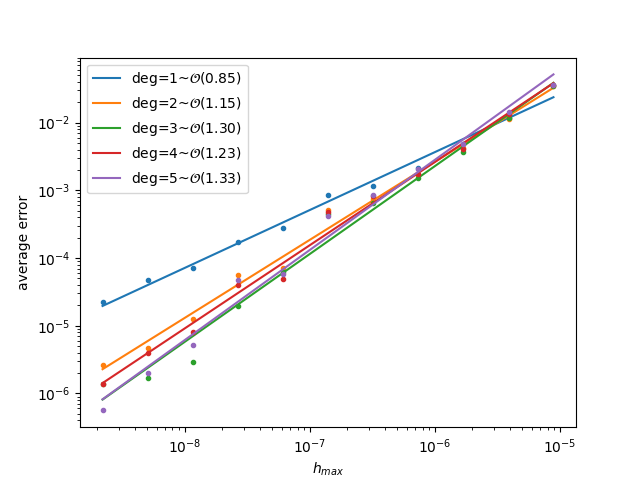 deg=1~𝒪(0.85)
deg=2~𝒪(1.15)
deg=3~𝒪(1.30)
deg=4~𝒪(1.23)
deg=5~𝒪(1.33)
average error
10⁻²
10⁻³
10⁻⁴
10⁻⁵
10⁻⁶
10⁻⁸
10⁻⁷
10⁻⁶
10⁻⁵
hₘₐₓ